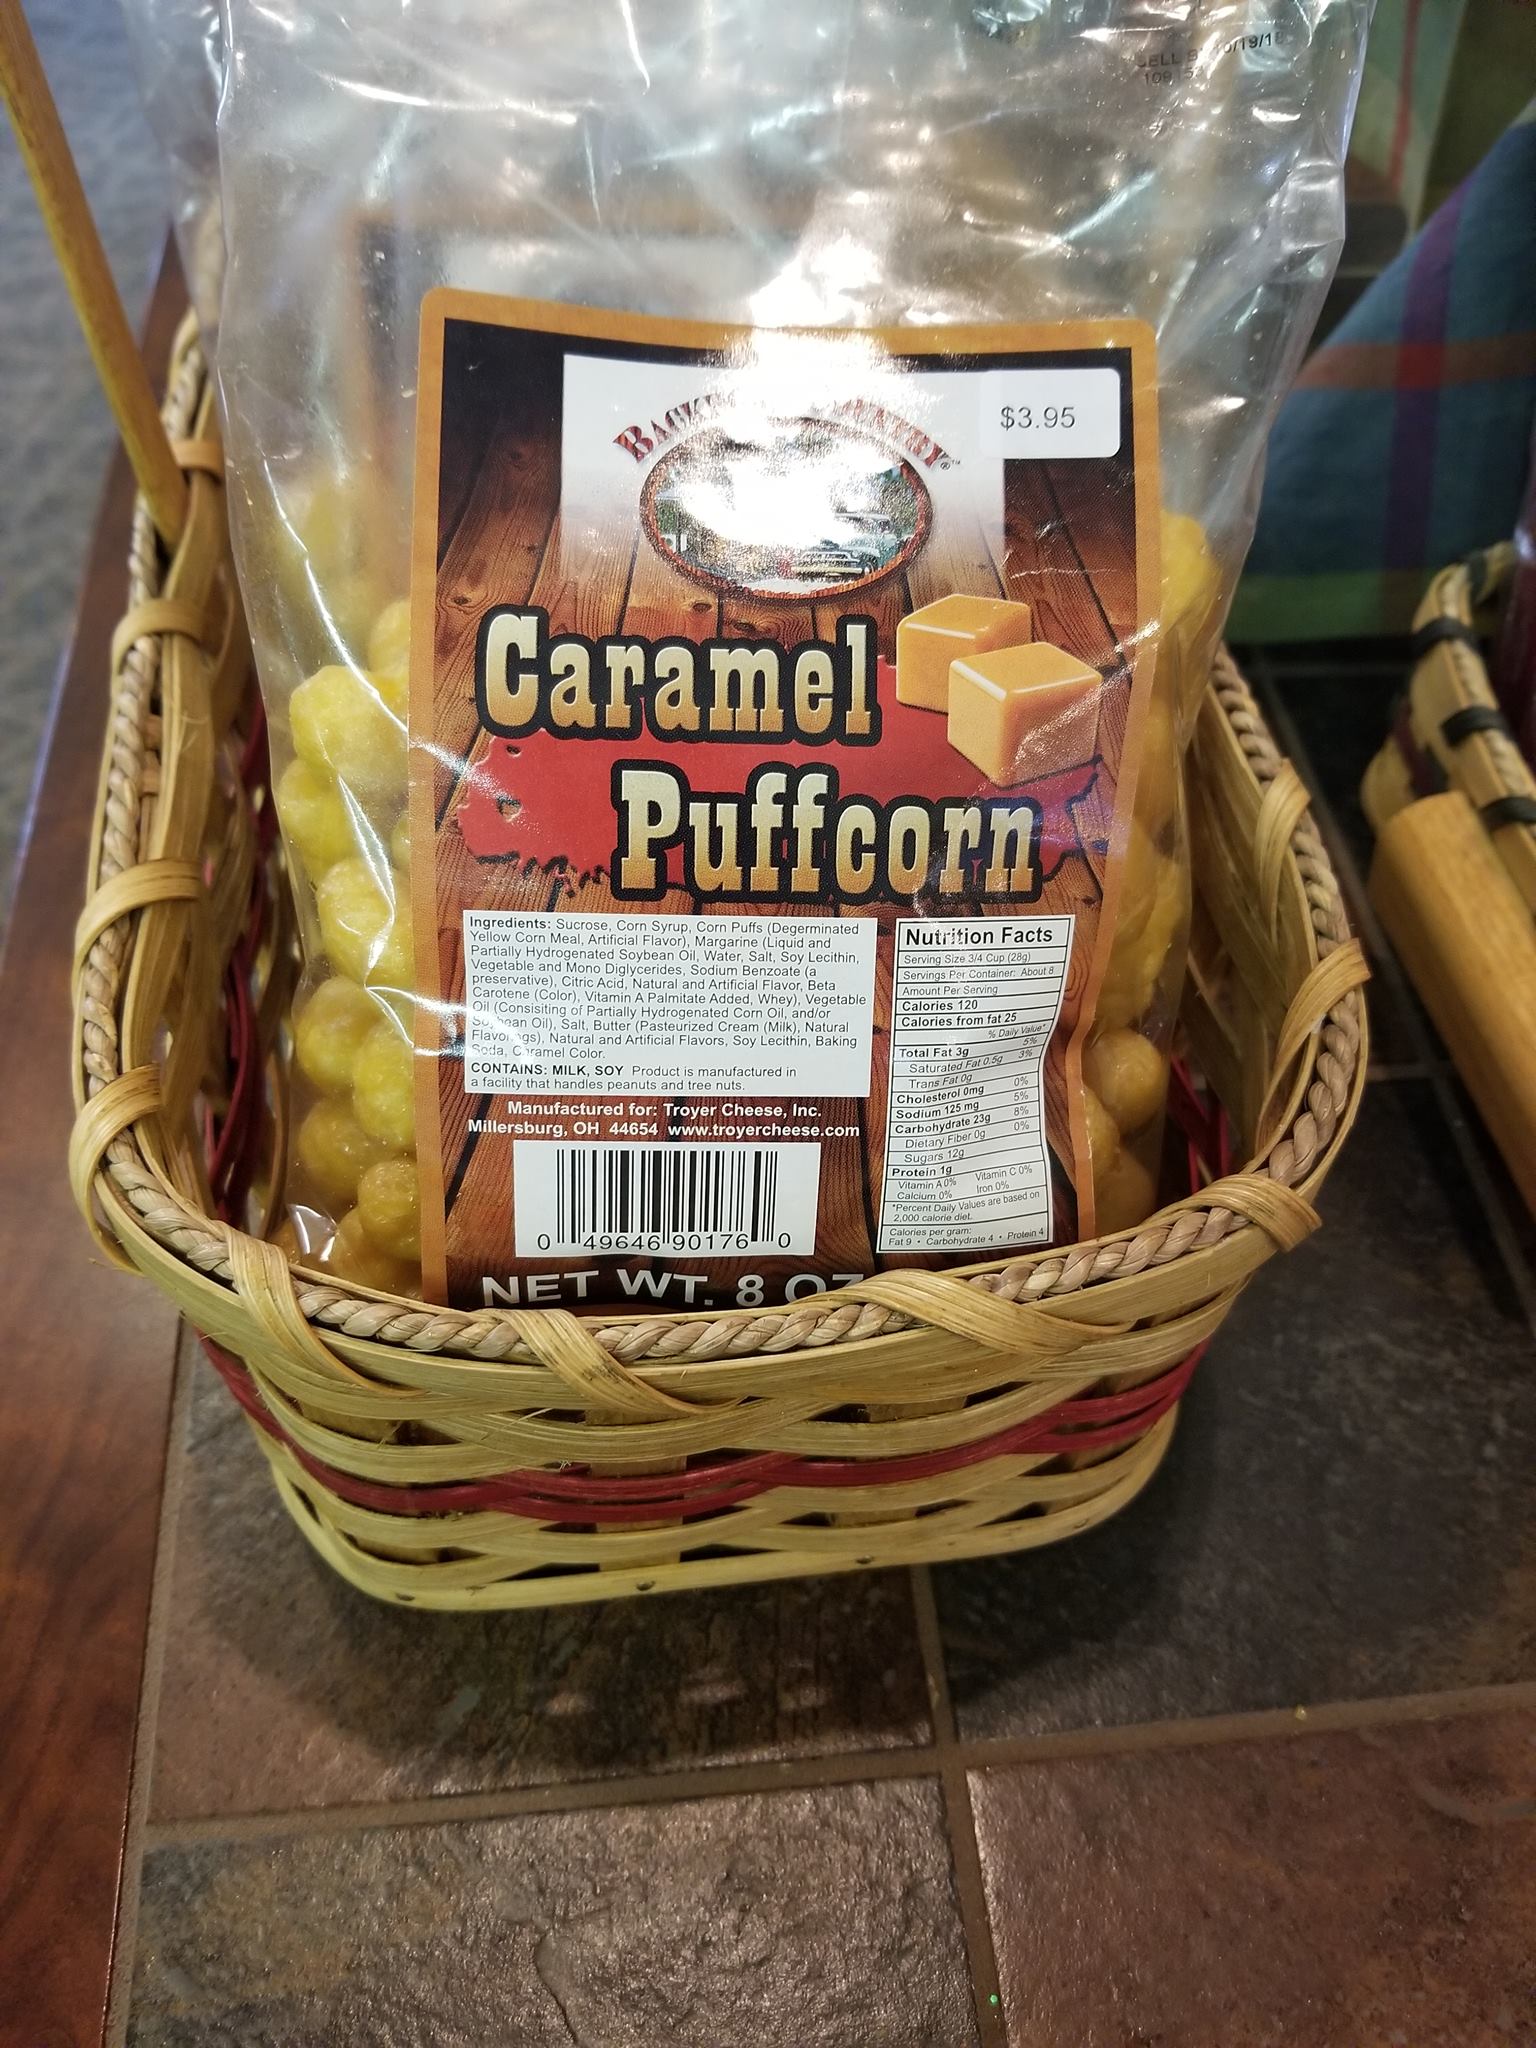 10/19/18
$3.95
Caramel
Puffcorn
Ingredients: Sucrose, Corn Syrup, Corn Puffs (Degerminated
Yellow Corn Meal, Artificial Flavor), Margarine (Liquid and
Partially Hydrogenated Soybean Oil, Water, Salt, Soy Lecithin,
Vegetable and Mono Diglycerides, Sodium Benzoate (a
preservative), Citric Acid, Natural and Artificial Flavor, Beta
Carotene (Color), Vitamin A Palmitate Added, Whey), Vegetable
Oil (Consisiting of Partially Hydrogenated Corn Oil, and/or
Soybean Oil), Salt, Butter (Pasteurized Cream (Milk), Natural
Flavorings), Natural and Artificial Flavors, Soy Lecithin, Baking
Soda, Caramel Color.
CONTAINS: MILK, SOY Product is manufactured in
a facility that handles peanuts and tree nuts.
Manufactured for: Troyer Cheese, Inc.
Millersburg, OH 44654 www.troyercheese.com
0 49646 90176 0
NET WT. 8 OZ
Nutrition Facts
Serving Size 3/4 Cup (28g)
Servings Per Container: About 8
Amount Per Serving
Calories 120
Calories from fat 25
% Daily Value*
Total Fat 3g 5%
Saturated Fat 0.5g 3%
Trans Fat 0g
Cholesterol 0mg 0%
Sodium 125 mg 5%
Carbohydrate 23g 8%
Dietary Fiber 0g 0%
Sugars 12g
Protein 1g
Vitamin A 0% Vitamin C 0%
Calcium 0% Iron 0%
*Percent Daily Values are based on
2,000 calorie diet.
Calories per gram:
Fat 9 • Carbohydrate 4 • Protein 4